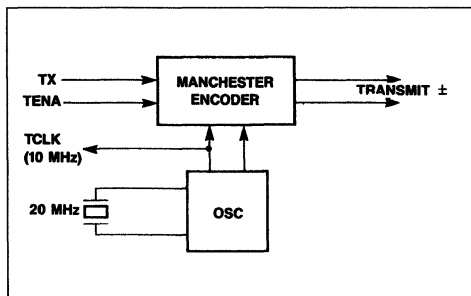 TX
TENA
MANCHESTER
ENCODER
TRANSMIT ±
TCLK
(10 MHz)
20 MHz
OSC